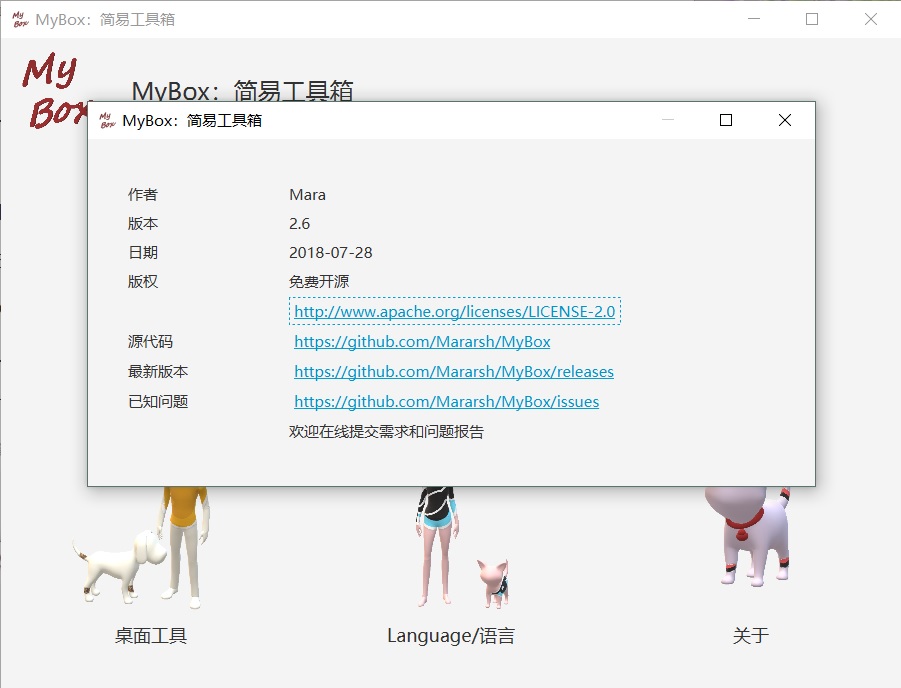 My Box MyBox：简易工具箱
My Box
MyBox：简易工具箱
My Box MyBox：简易工具箱
作者 Mara
版本 2.6
日期 2018-07-28
版权 免费开源
http://www.apache.org/licenses/LICENSE-2.0
源代码 https://github.com/Mararsh/MyBox
最新版本 https://github.com/Mararsh/MyBox/releases
已知问题 https://github.com/Mararsh/MyBox/issues
欢迎在线提交需求和问题报告
桌面工具 Language/语言 关于